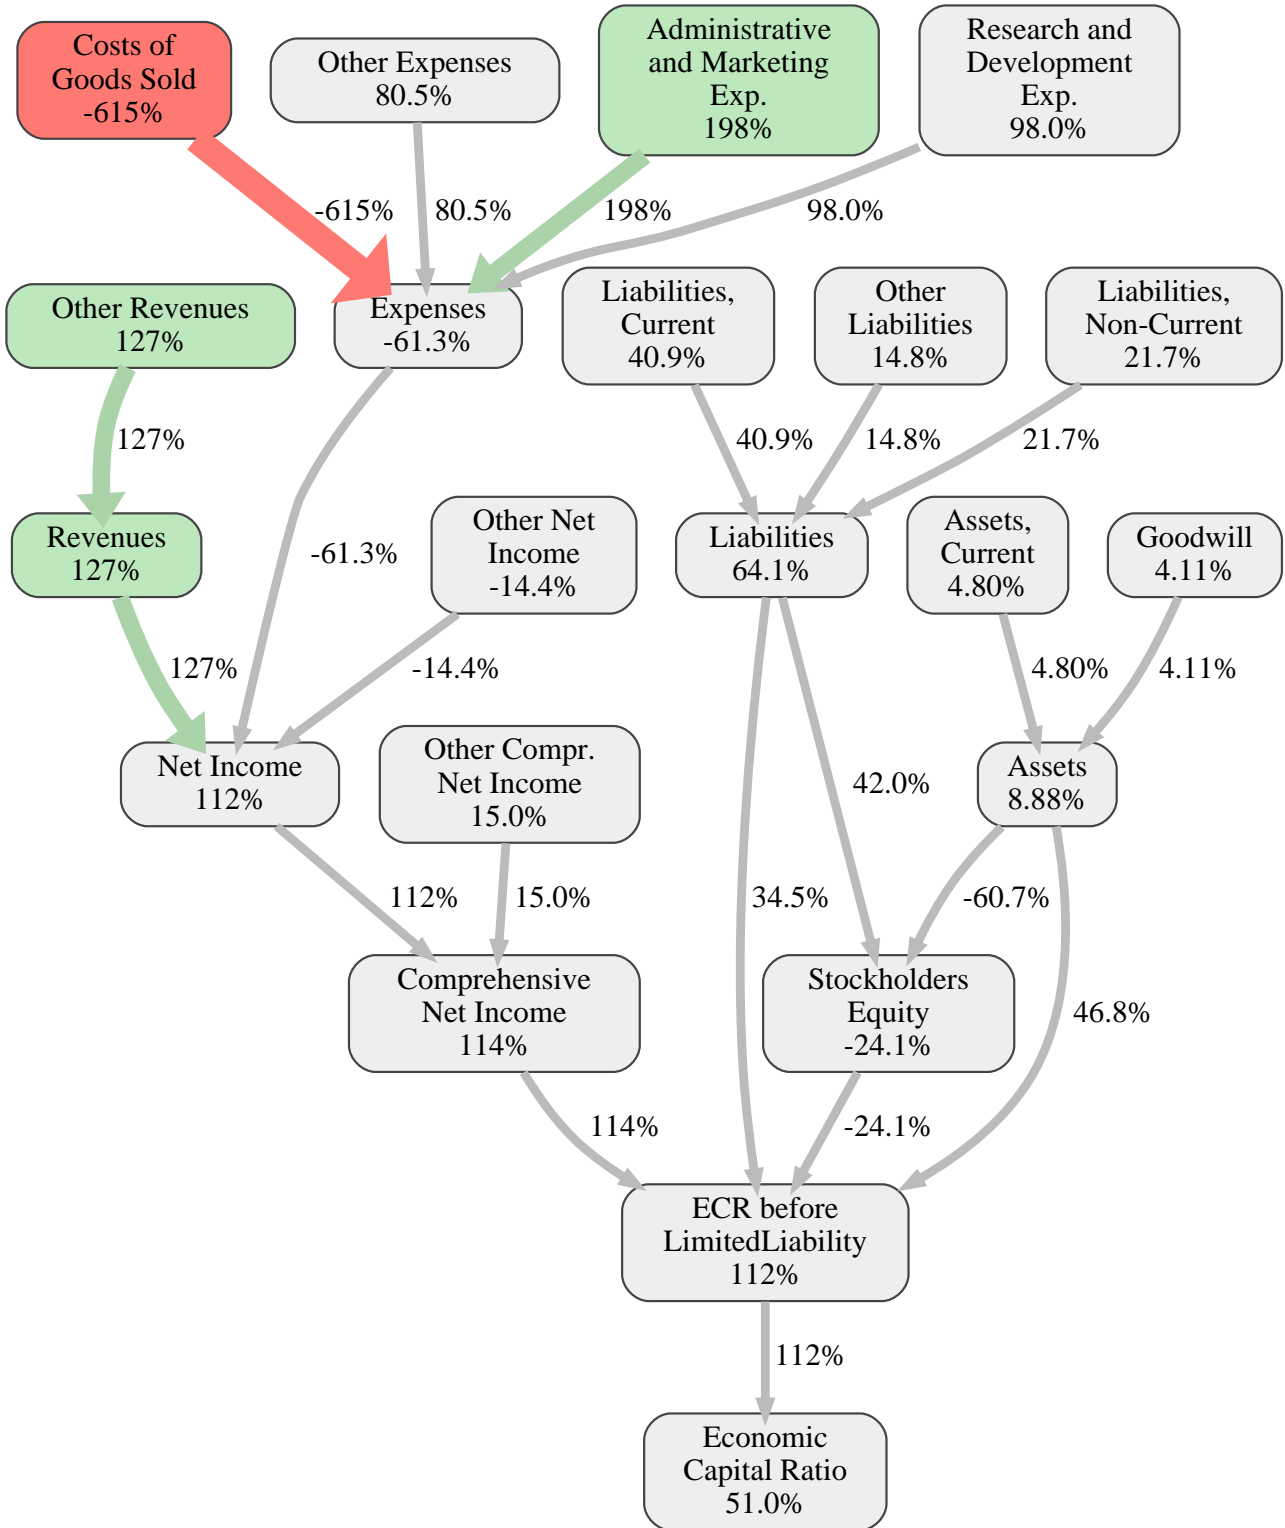 Costs of
Goods Sold
-615%
Other Expenses
80.5%
Administrative
and Marketing
Exp.
198%
Research and
Development
Exp.
98.0%
-615%
80.5%
198%
98.0%
Other Revenues
127%
Expenses
-61.3%
Liabilities,
Current
40.9%
Other
Liabilities
14.8%
Liabilities,
Non-Current
21.7%
127%
40.9%
14.8%
21.7%
Revenues
127%
-61.3%
Other Net
Income
-14.4%
Liabilities
64.1%
Assets,
Current
4.80%
Goodwill
4.11%
127%
-14.4%
4.80%
4.11%
Net Income
112%
Other Compr.
Net Income
15.0%
42.0%
Assets
8.88%
112%
15.0%
34.5%
-60.7%
Comprehensive
Net Income
114%
Stockholders
Equity
-24.1%
46.8%
114%
-24.1%
ECR before
LimitedLiability
112%
112%
Economic
Capital Ratio
51.0%